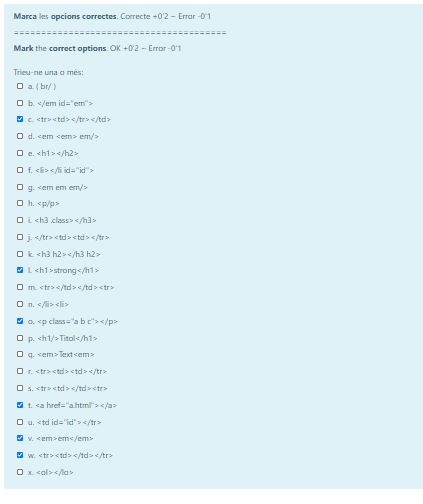 Marca les opcions correctes. Correcte +0'2 ~ Error -0'1
=====================================
Mark the correct options. OK +0'2 ~ Error -0'1
Trieu-ne una o més:
a. ( br/ )
b. </em id="em">
c. <tr><td></tr></td>
d. <em <em> em/>
e. <h1></h2>
f. <li></li id="id">
g. <em em em/>
h. <p/p>
i. <h3 .class></h3>
j. </tr><td><td></tr>
k. <h3 h2></h3 h2>
l. <h1>strong</h1>
m. <tr></td></td><tr>
n. </li><li>
o. <p class="a b c"></p>
p. <h1/>Titol</h1>
q. <em>Text<em>
r. <tr><td><td></tr>
s. <tr><td></td><tr>
t. <a href="a.html"></a>
u. <td id="id"></tr>
v. <em>em</em>
w. <tr><td></td></tr>
x. <ol></lo>